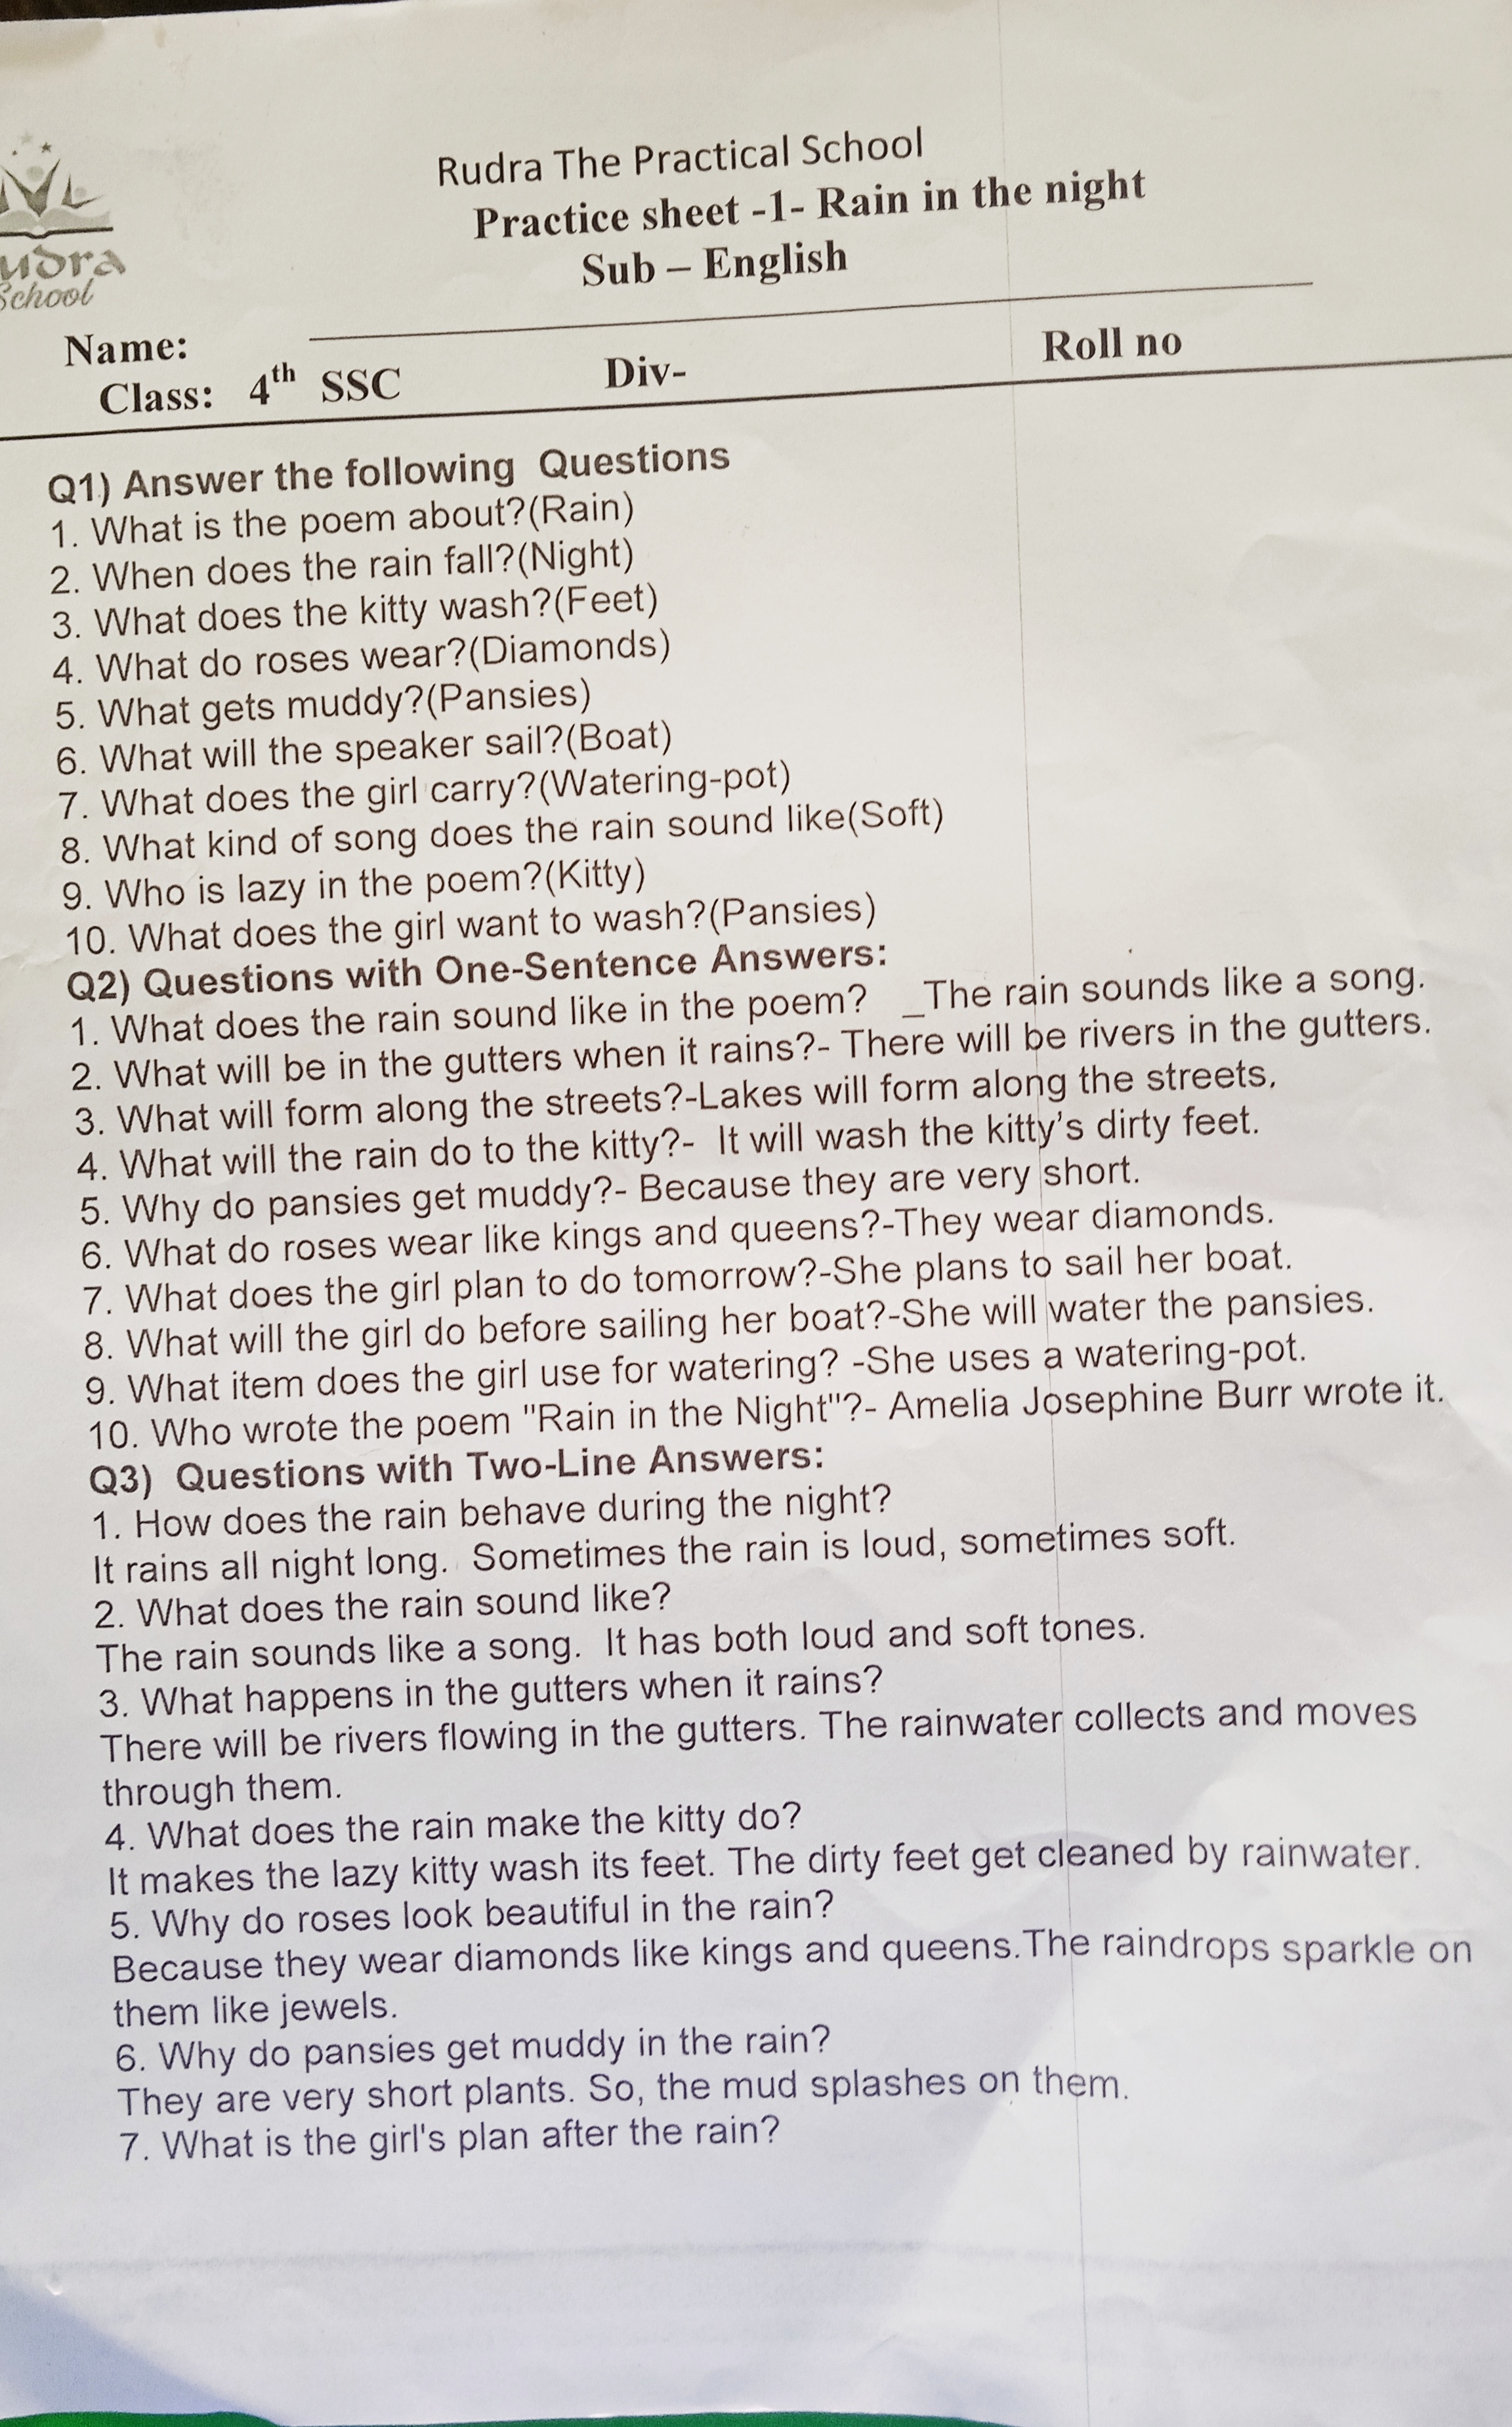 Rudra The Practical School
Practice sheet -1- Rain in the night
Sub – English
udra
School
Name:
Class: 4th SSC Div- Roll no
Q1) Answer the following Questions
1. What is the poem about?(Rain)
2. When does the rain fall?(Night)
3. What does the kitty wash?(Feet)
4. What do roses wear?(Diamonds)
5. What gets muddy?(Pansies)
6. What will the speaker sail?(Boat)
7. What does the girl carry?(Watering-pot)
8. What kind of song does the rain sound like(Soft)
9. Who is lazy in the poem?(Kitty)
10. What does the girl want to wash?(Pansies)
Q2) Questions with One-Sentence Answers:
1. What does the rain sound like in the poem? _The rain sounds like a song.
2. What will be in the gutters when it rains?- There will be rivers in the gutters.
3. What will form along the streets?-Lakes will form along the streets.
4. What will the rain do to the kitty?- It will wash the kitty's dirty feet.
5. Why do pansies get muddy?- Because they are very short.
6. What do roses wear like kings and queens?-They wear diamonds.
7. What does the girl plan to do tomorrow?-She plans to sail her boat.
8. What will the girl do before sailing her boat?-She will water the pansies.
9. What item does the girl use for watering? -She uses a watering-pot.
10. Who wrote the poem "Rain in the Night"?- Amelia Josephine Burr wrote it.
Q3) Questions with Two-Line Answers:
1. How does the rain behave during the night?
It rains all night long. Sometimes the rain is loud, sometimes soft.
2. What does the rain sound like?
The rain sounds like a song. It has both loud and soft tones.
3. What happens in the gutters when it rains?
There will be rivers flowing in the gutters. The rainwater collects and moves
through them.
4. What does the rain make the kitty do?
It makes the lazy kitty wash its feet. The dirty feet get cleaned by rainwater.
5. Why do roses look beautiful in the rain?
Because they wear diamonds like kings and queens.The raindrops sparkle on
them like jewels.
6. Why do pansies get muddy in the rain?
They are very short plants. So, the mud splashes on them.
7. What is the girl's plan after the rain?